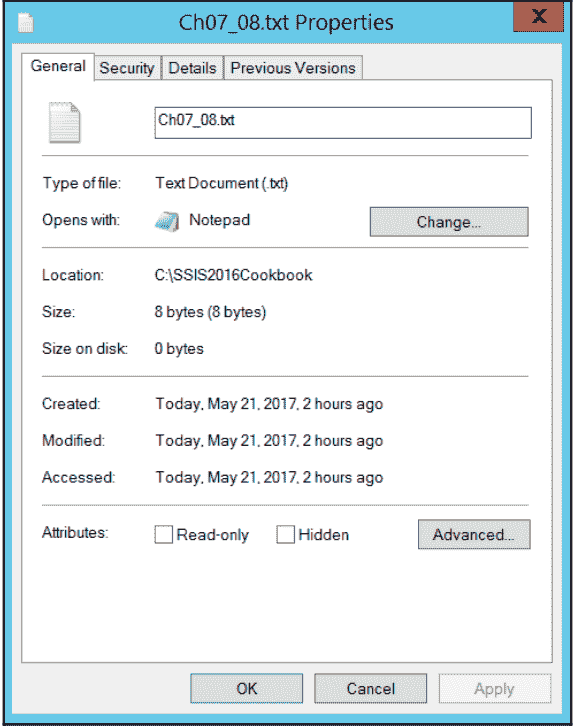 Ch07_08.txt Properties
X
General Security Details Previous Versions
Ch07_08.txt
Type of file: Text Document (.txt)
Opens with: Notepad Change...
Location: C:\SSIS2016Cookbook
Size: 8 bytes (8 bytes)
Size on disk: 0 bytes
Created: Today, May 21, 2017, 2 hours ago
Modified: Today, May 21, 2017, 2 hours ago
Accessed: Today, May 21, 2017, 2 hours ago
Attributes: Read-only Hidden Advanced...
OK Cancel Apply